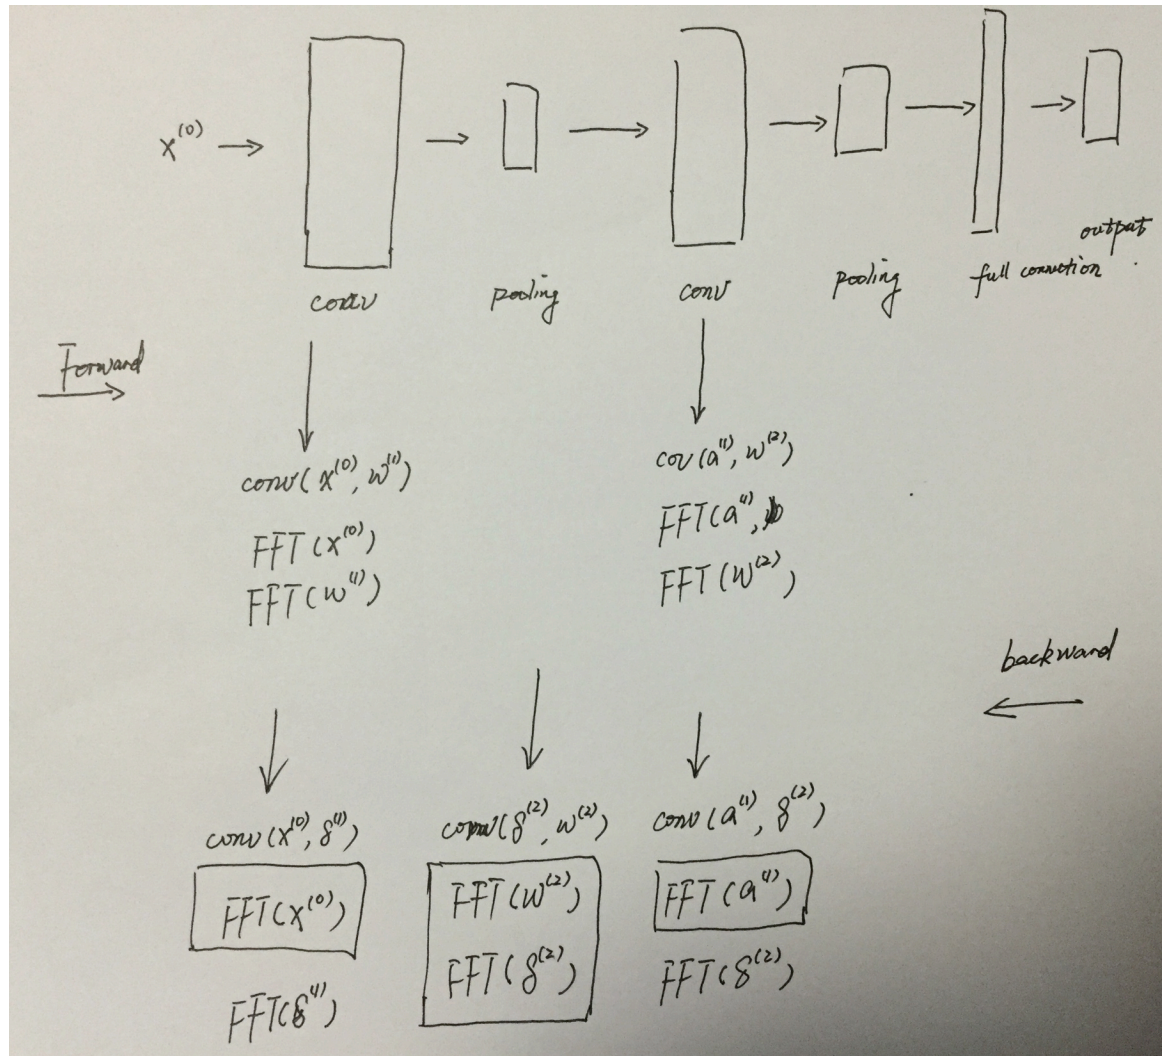 x^(0)
conv
pooling
conv
pooling
full connection
output
Forward
conv(x^(0), w^(1))
FFT(x^(0))
FFT(w^(1))
cov(a^(1), w^(2))
FFT(a^(1),
FFT(w^(2))
backward
conv(x^(0), δ^(1))
FFT(x^(0))
FFT(δ^(1))
conv(δ^(2), w^(2))
FFT(w^(2))
FFT(δ^(2))
conv(a^(1), δ^(2))
FFT(a^(1))
FFT(δ^(2))